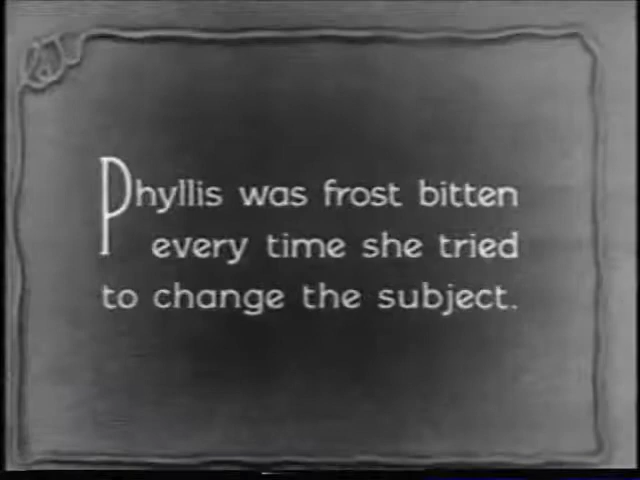 Phyllis was frost bitten
every time she tried
to change the subject.